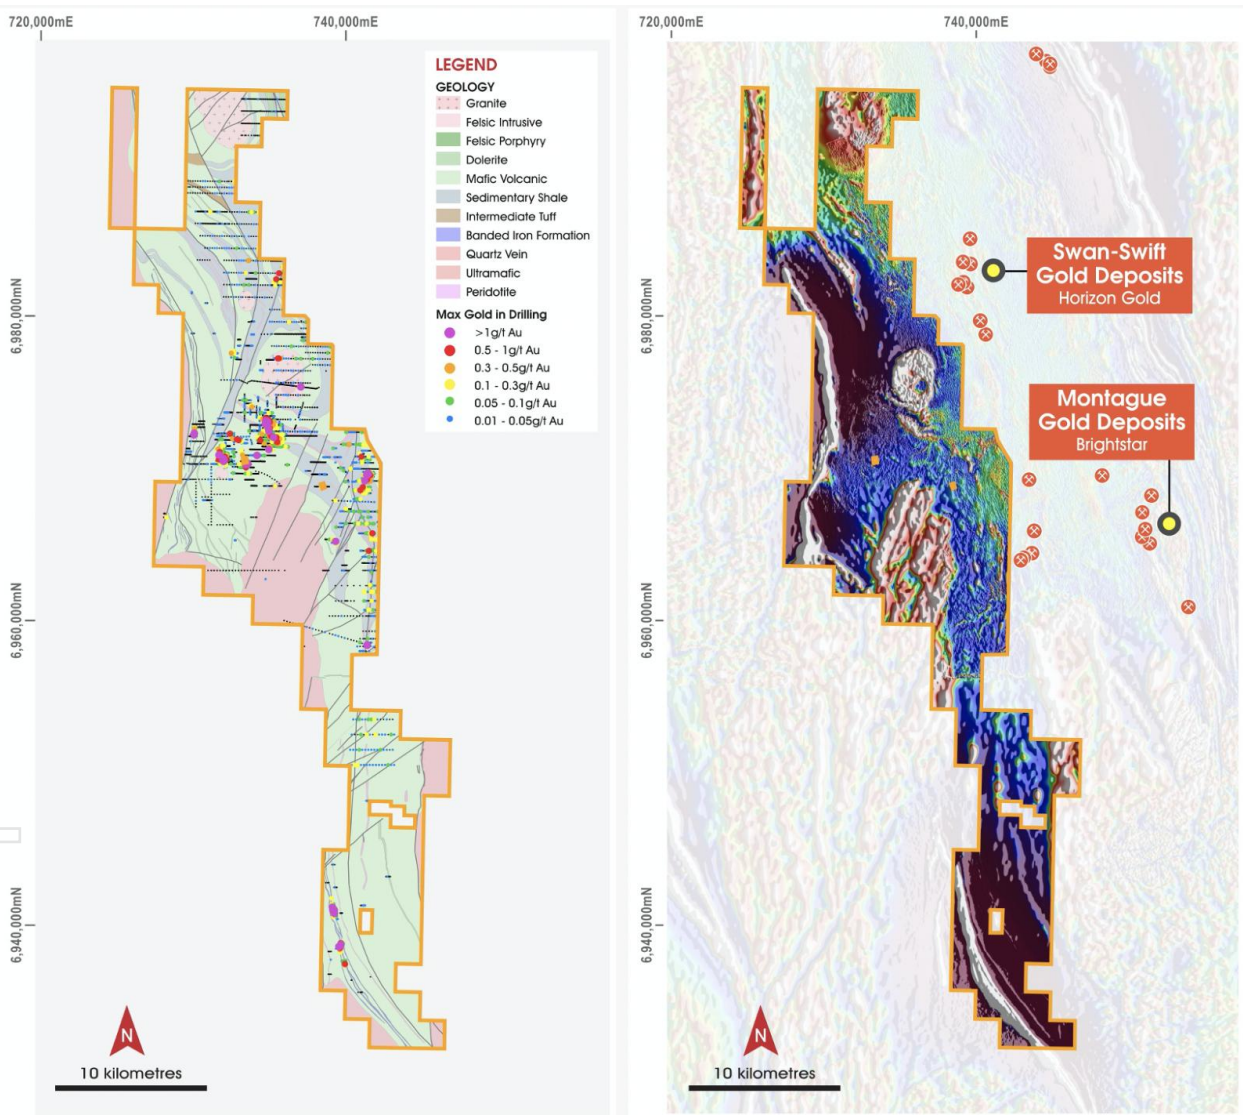 720,000mE
740,000mE
6,980,000mN
6,960,000mN
6,940,000mN
LEGEND
GEOLOGY
Granite
Felsic Intrusive
Felsic Porphyry
Dolerite
Mafic Volcanic
Sedimentary Shale
Intermediate Tuff
Banded Iron Formation
Quartz Vein
Ultramafic
Peridotite
Max Gold in Drilling
>1g/t Au
0.5 - 1g/t Au
0.3 - 0.5g/t Au
0.1 - 0.3g/t Au
0.05 - 0.1g/t Au
0.01 - 0.05g/t Au
N
10 kilometres
720,000mE
740,000mE
6,980,000mN
6,960,000mN
6,940,000mN
Swan-Swift
Gold Deposits
Horizon Gold
Montague
Gold Deposits
Brightstar
N
10 kilometres